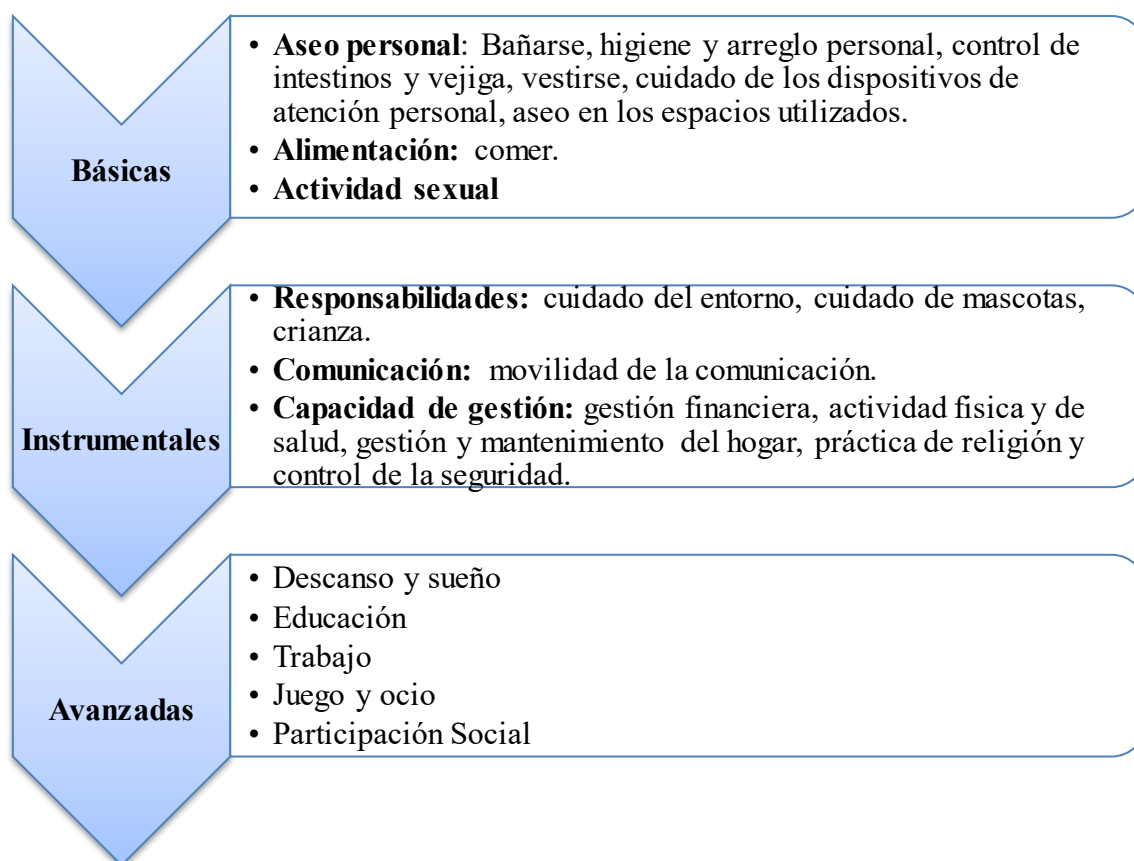 Básicas
• Aseo personal: Bañarse, higiene y arreglo personal, control de
intestinos y vejiga, vestirse, cuidado de los dispositivos de
atención personal, aseo en los espacios utilizados.
• Alimentación: comer.
• Actividad sexual
Instrumentales
• Responsabilidades: cuidado del entorno, cuidado de mascotas,
crianza.
• Comunicación: movilidad de la comunicación.
• Capacidad de gestión: gestión financiera, actividad fisica y de
salud, gestión y mantenimiento del hogar, práctica de religión y
control de la seguridad.
Avanzadas
• Descanso y sueño
• Educación
• Trabajo
• Juego y ocio
• Participación Social